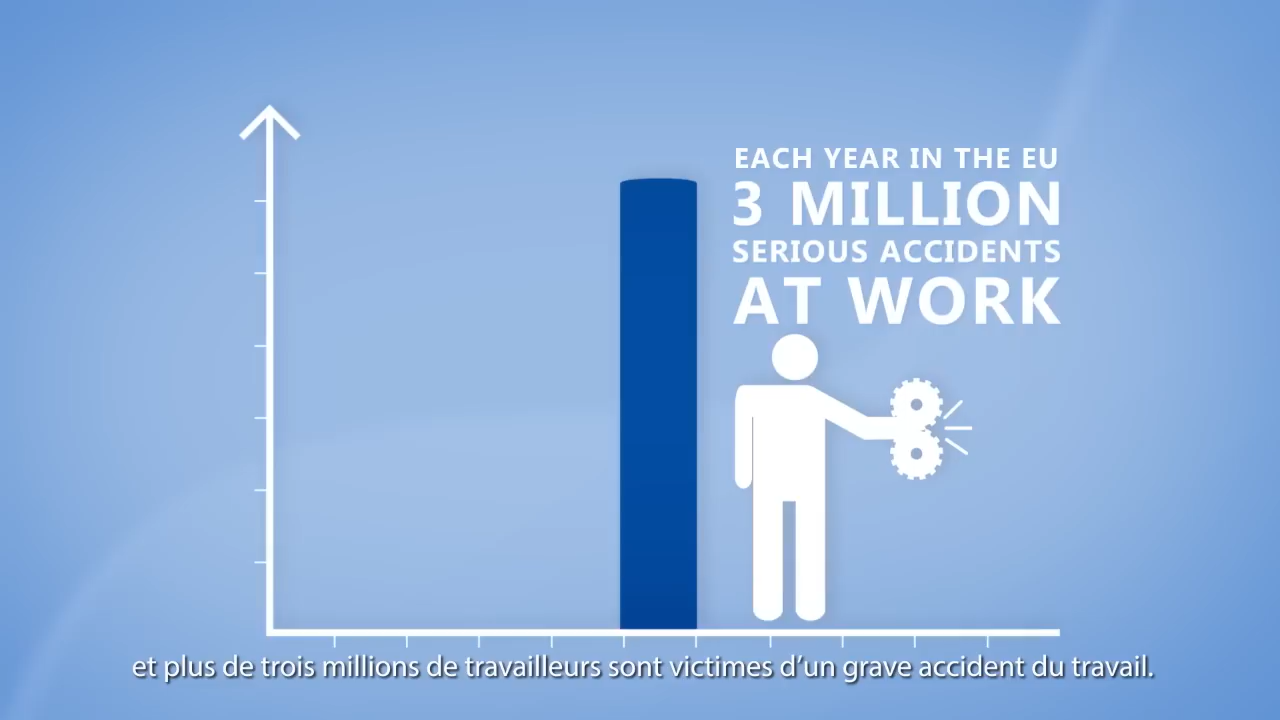 EACH YEAR IN THE EU
3 MILLION
SERIOUS ACCIDENTS
AT WORK
et plus de trois millions de travailleurs sont victimes d’un grave accident du travail.